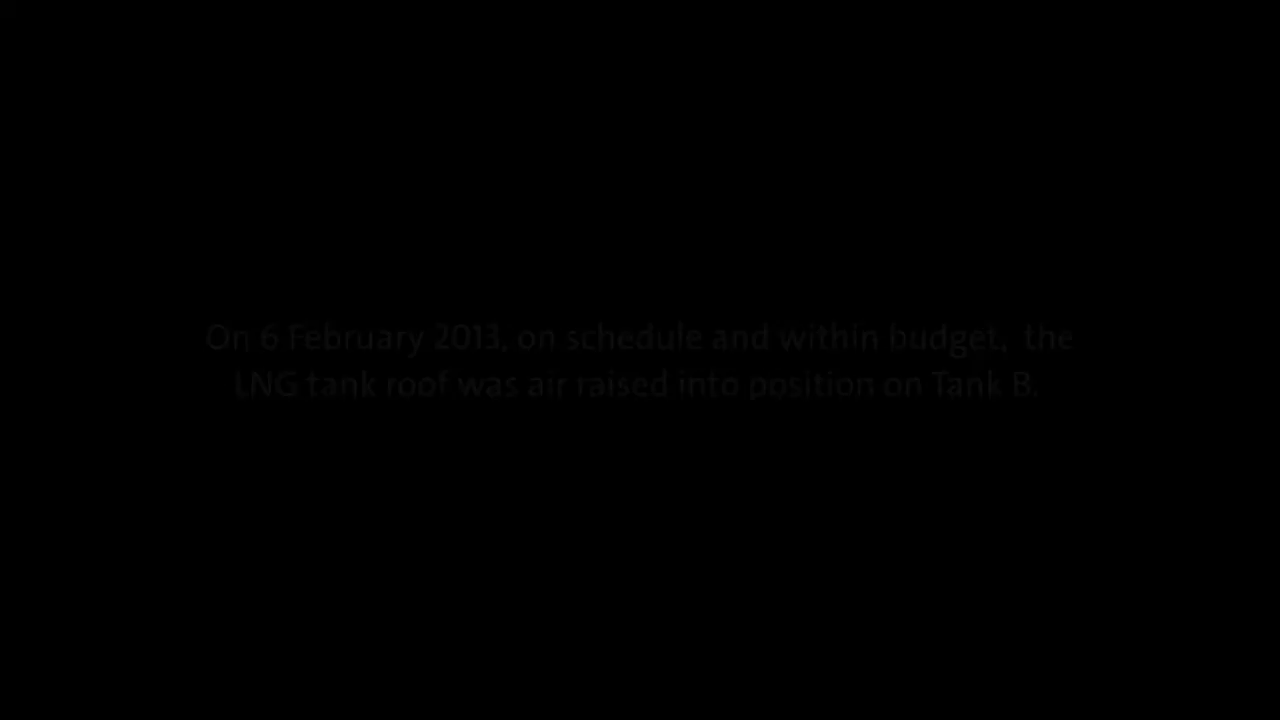 On 6 February 2013, on schedule and within budget,  the
LNG tank roof was air raised into position on Tank B.